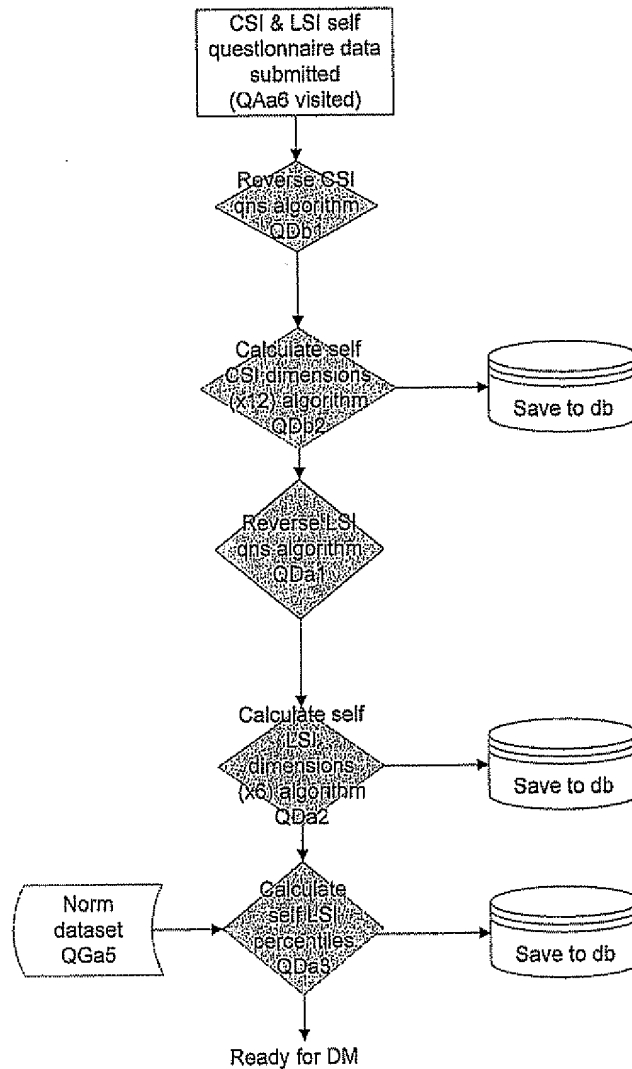 CSI & LSI self
questionnaire data
submitted
(QAa6 visited)
Reverse CSI
qns algorithm
QDb1
Calculate self
CSI dimensions
(x12) algorithm
QDb2
Save to db
Reverse LSI
qns algorithm
QDa1
Calculate self
LSI
dimensions
(x6) algorithm
QDa2
Save to db
Norm
dataset
QGa5
Calculate
self LSI
percentiles
QDa3
Save to db
Ready for DM